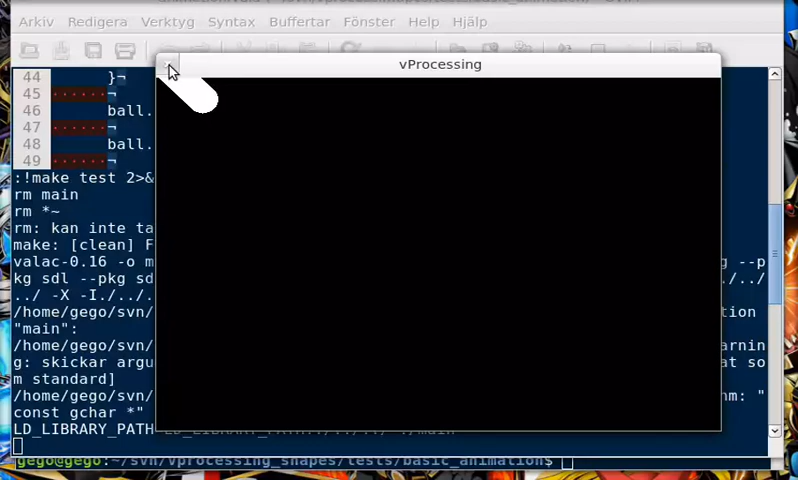 Arkiv Redigera Verktyg Syntax Buffertar Fönster Help Hjälp
vProcessing
44 }¬
45 ······¬
46 ball.
47 ······¬
48 ball.
49 ······¬
:!make test 2>&
rm main
rm *~
rm: kan inte ta
make: [clean] F
valac-0.16 -o m g --p
kg sdl --pkg sd ./../
../ -X -I./../.
/home/gego/svn/ tion
"main":
/home/gego/svn/ arnin
g: skickar argu at so
m standard]
/home/gego/svn/ nm: "
const gchar *"
LD_LIBRARY_PATH
gego@gego:~/svn/vprocessing_shapes/tests/basic_animation$